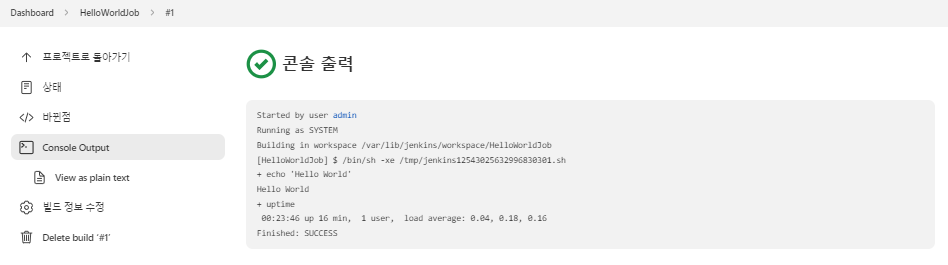 Dashboard > HelloWorldJob > #1
프로젝트로 돌아가기
상태
바뀐점
Console Output
View as plain text
빌드 정보 수정
Delete build '#1'
콘솔 출력
Started by user admin
Running as SYSTEM
Building in workspace /var/lib/jenkins/workspace/HelloWorldJob
[HelloWorldJob] $ /bin/sh -xe /tmp/jenkins12543025632996830301.sh
+ echo 'Hello World'
Hello World
+ uptime
00:23:46 up 16 min,  1 user,  load average: 0.04, 0.18, 0.16
Finished: SUCCESS